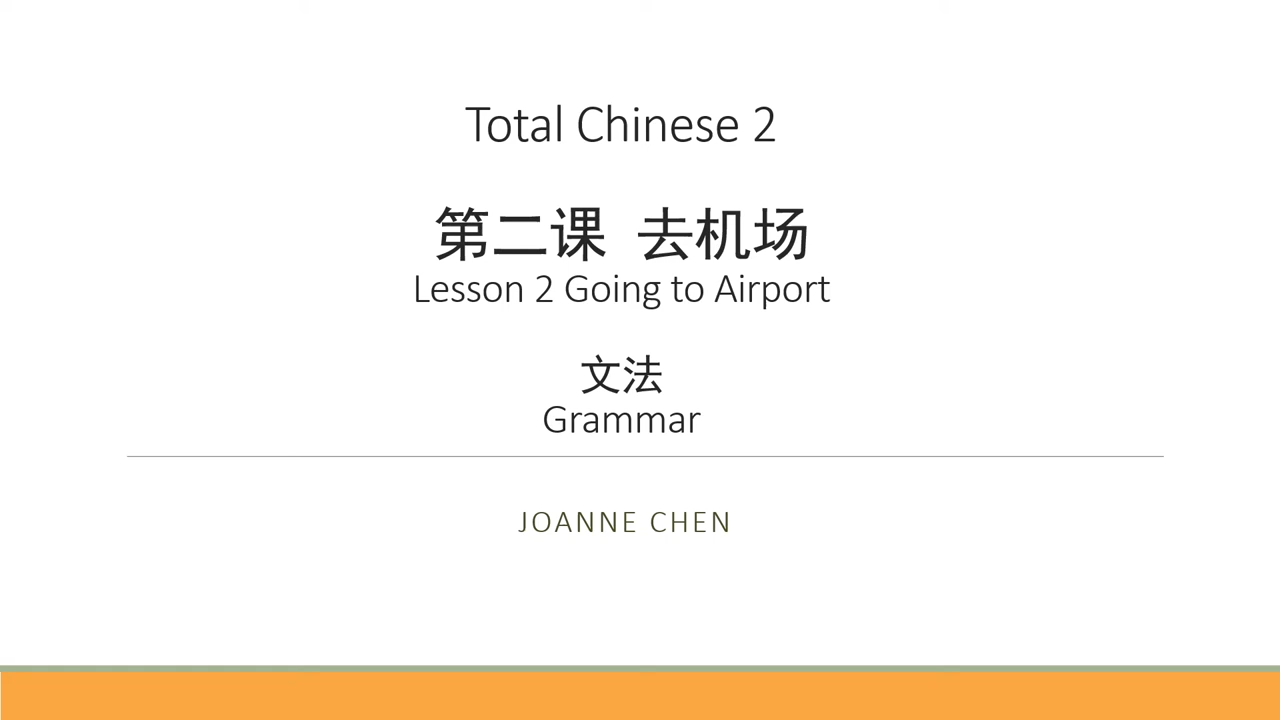 Total Chinese 2
第二课 去机场
Lesson 2 Going to Airport
文法
Grammar
JOANNE CHEN